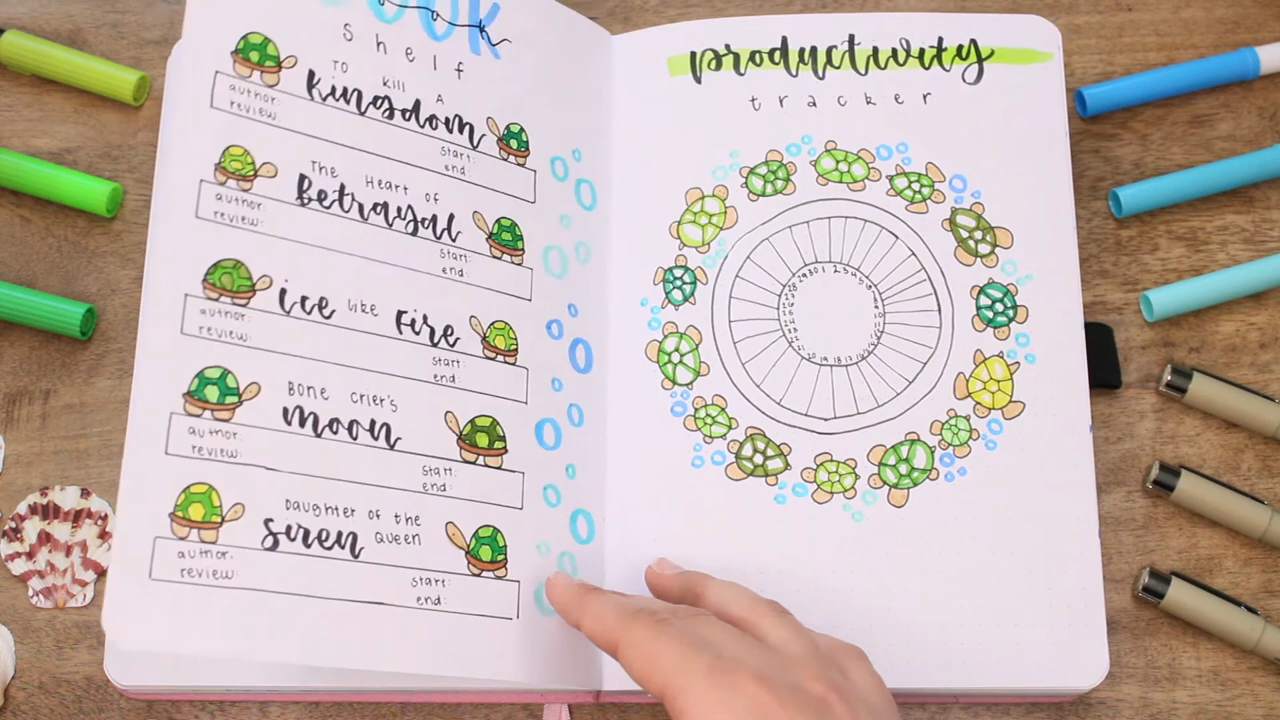 BOOK
Shelf
TO kill A
kingdom
author:
review:
start:
end:
The Heart of
Betrayal
author:
review:
start:
end:
ice like Fire
author:
review:
start:
end:
Bone crier's
moon
author:
review:
start:
end:
Daughter of the
siren Queen
author:
review:
start:
end:
productivity
tracker